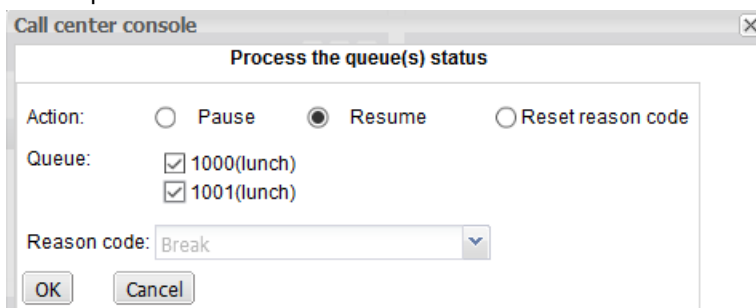 Call center console
Process the queue(s) status
Action: Pause Resume Reset reason code
Queue: 1000(lunch)
1001(lunch)
Reason code: Break
OK Cancel